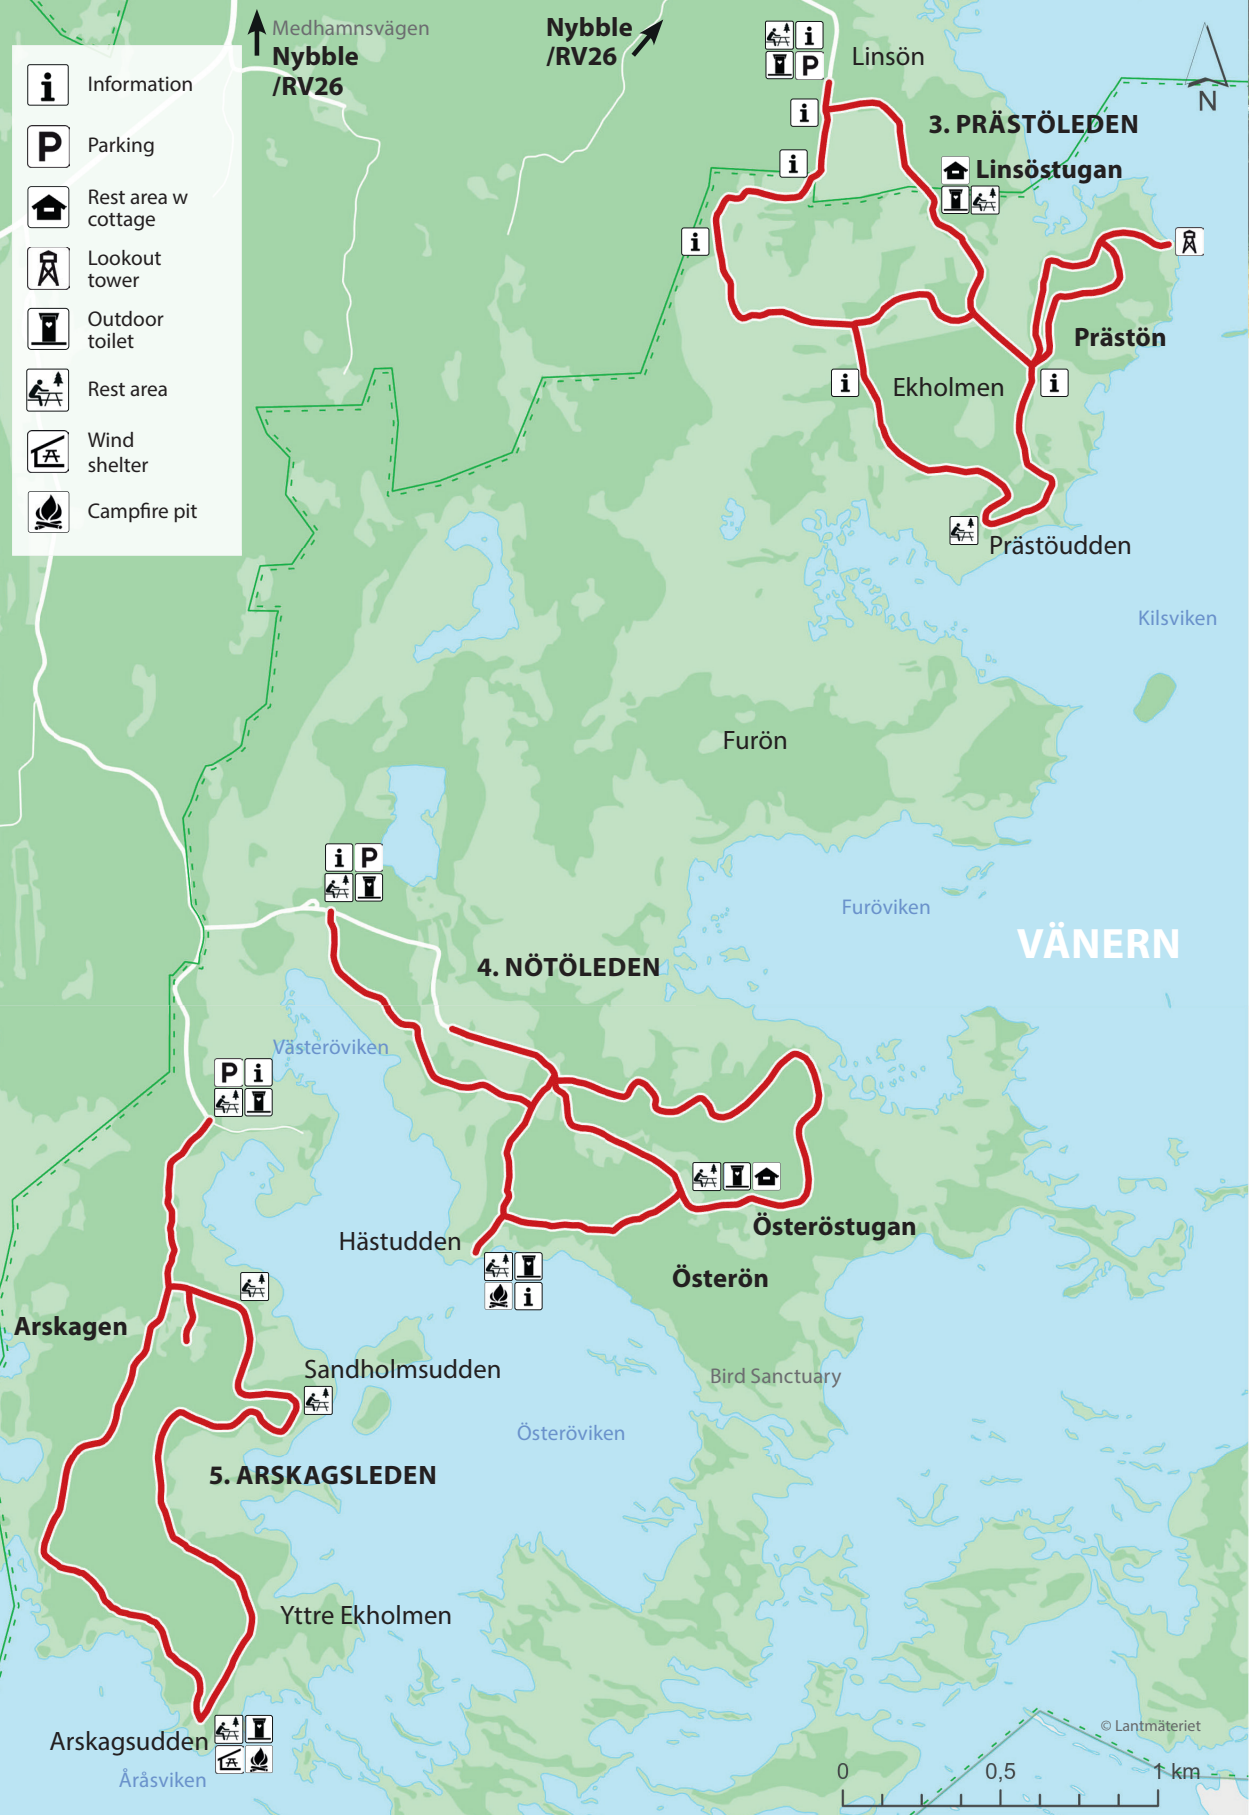 Medhamnsvägen
Nybble
/RV26
Nybble
/RV26
Linsön
N
i
Information
P
Parking
Rest area w
cottage
Lookout
tower
Outdoor
toilet
Rest area
Wind
shelter
Campfire pit
i
P
i
3. PRÄSTÖLEDEN
i
Linsöstugan
i
Prästön
i
Ekholmen
i
Prästöudden
Kilsviken
Furön
i P
Furöviken
VÄNERN
4. NÖTÖLEDEN
Västeröviken
P i
Österöstugan
Hästudden
i
Österön
Arskagen
Sandholmsudden
Bird Sanctuary
Österöviken
5. ARSKAGSLEDEN
Yttre Ekholmen
Arskagsudden
Åråsviken
© Lantmäteriet
0 0,5 1 km